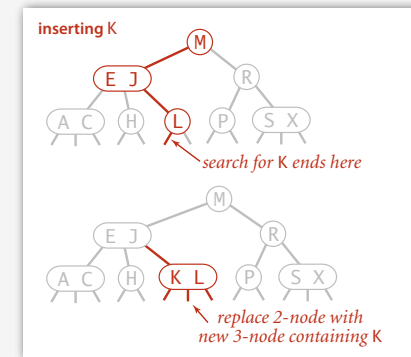 inserting K
M
E J
R
A C
H
L
P
S X
search for K ends here
M
E J
R
A C
H
K L
P
S X
replace 2-node with
new 3-node containing K